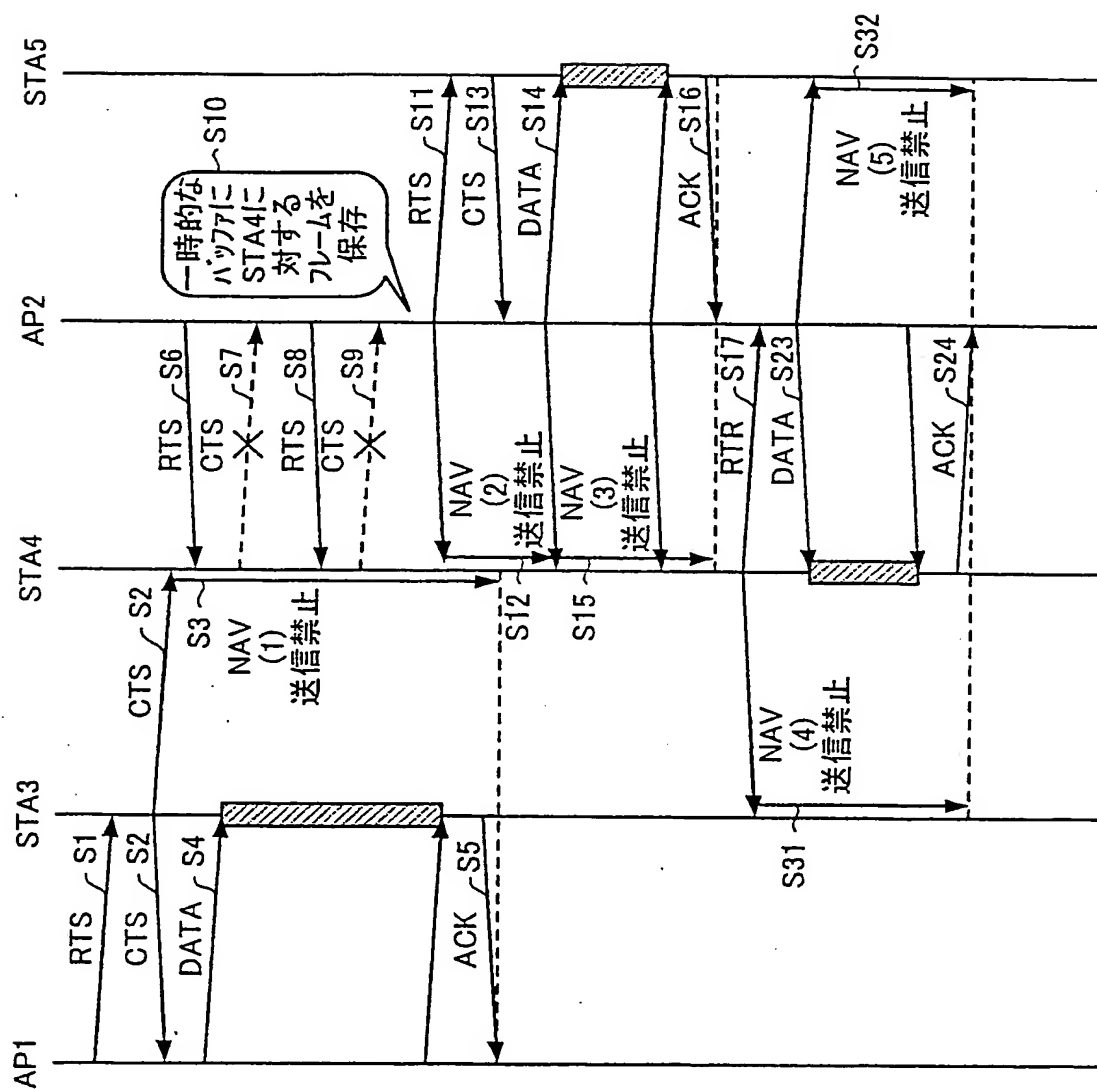 AP1
STA3
STA4
AP2
STA5
RTS S1
CTS S2
CTS S2
DATA S4
S3
NAV
(1)
送信禁止
ACK S5
RTS S6
CTS S7
RTS S8
CTS S9
一時的な
バッファに
STA4に
対する
フレームを
保存
S10
RTS S11
CTS S13
NAV
(2)
送信禁止
S12
DATA S14
NAV
(3)
送信禁止
S15
ACK S16
RTR S17
NAV
(4)
送信禁止
S31
DATA S23
NAV
(5)
送信禁止
S32
ACK S24